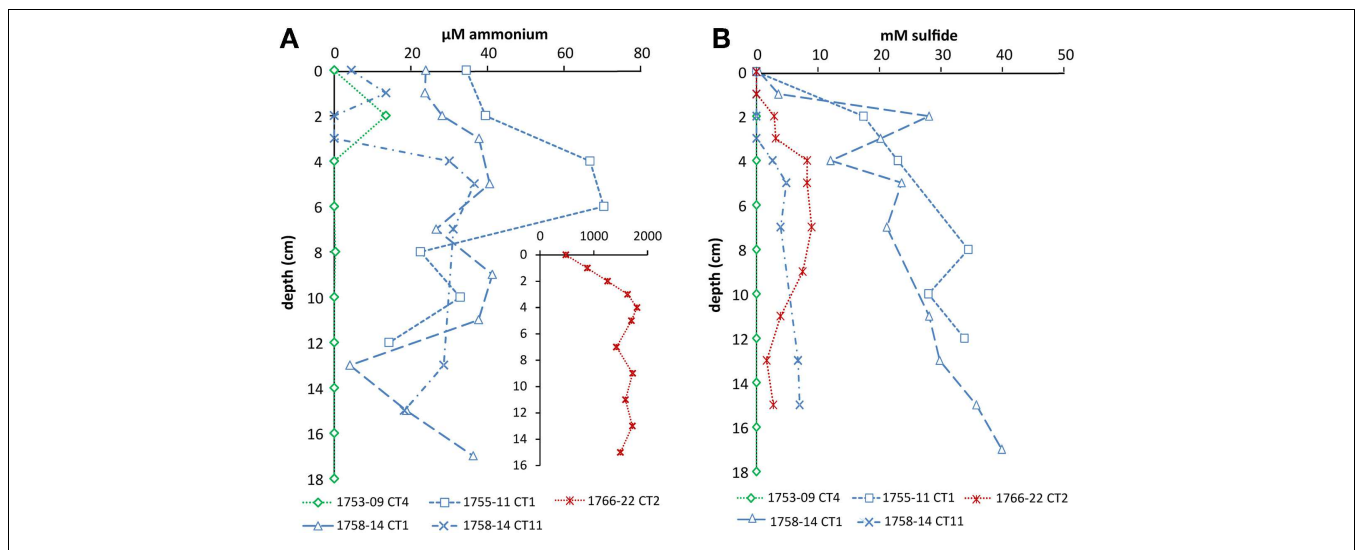 A
µM ammonium
0 20 40 60 80
0
2
4
6
8
10
12
14
16
18
depth (cm)
0 1000 2000
0
2
4
6
8
10
12
14
16
1753-09 CT4 1755-11 CT1 1766-22 CT2
1758-14 CT1 1758-14 CT11
B
mM sulfide
0 10 20 30 40 50
0
2
4
6
8
10
12
14
16
18
depth (cm)
1753-09 CT4 1755-11 CT1 1766-22 CT2
1758-14 CT1 1758-14 CT11